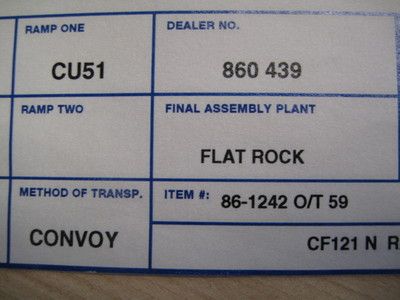 RAMP ONE
CU51
DEALER NO.
860 439
RAMP TWO
FINAL ASSEMBLY PLANT
FLAT ROCK
METHOD OF TRANSP.
CONVOY
ITEM #: 86-1242 O/T 59
CF121 N